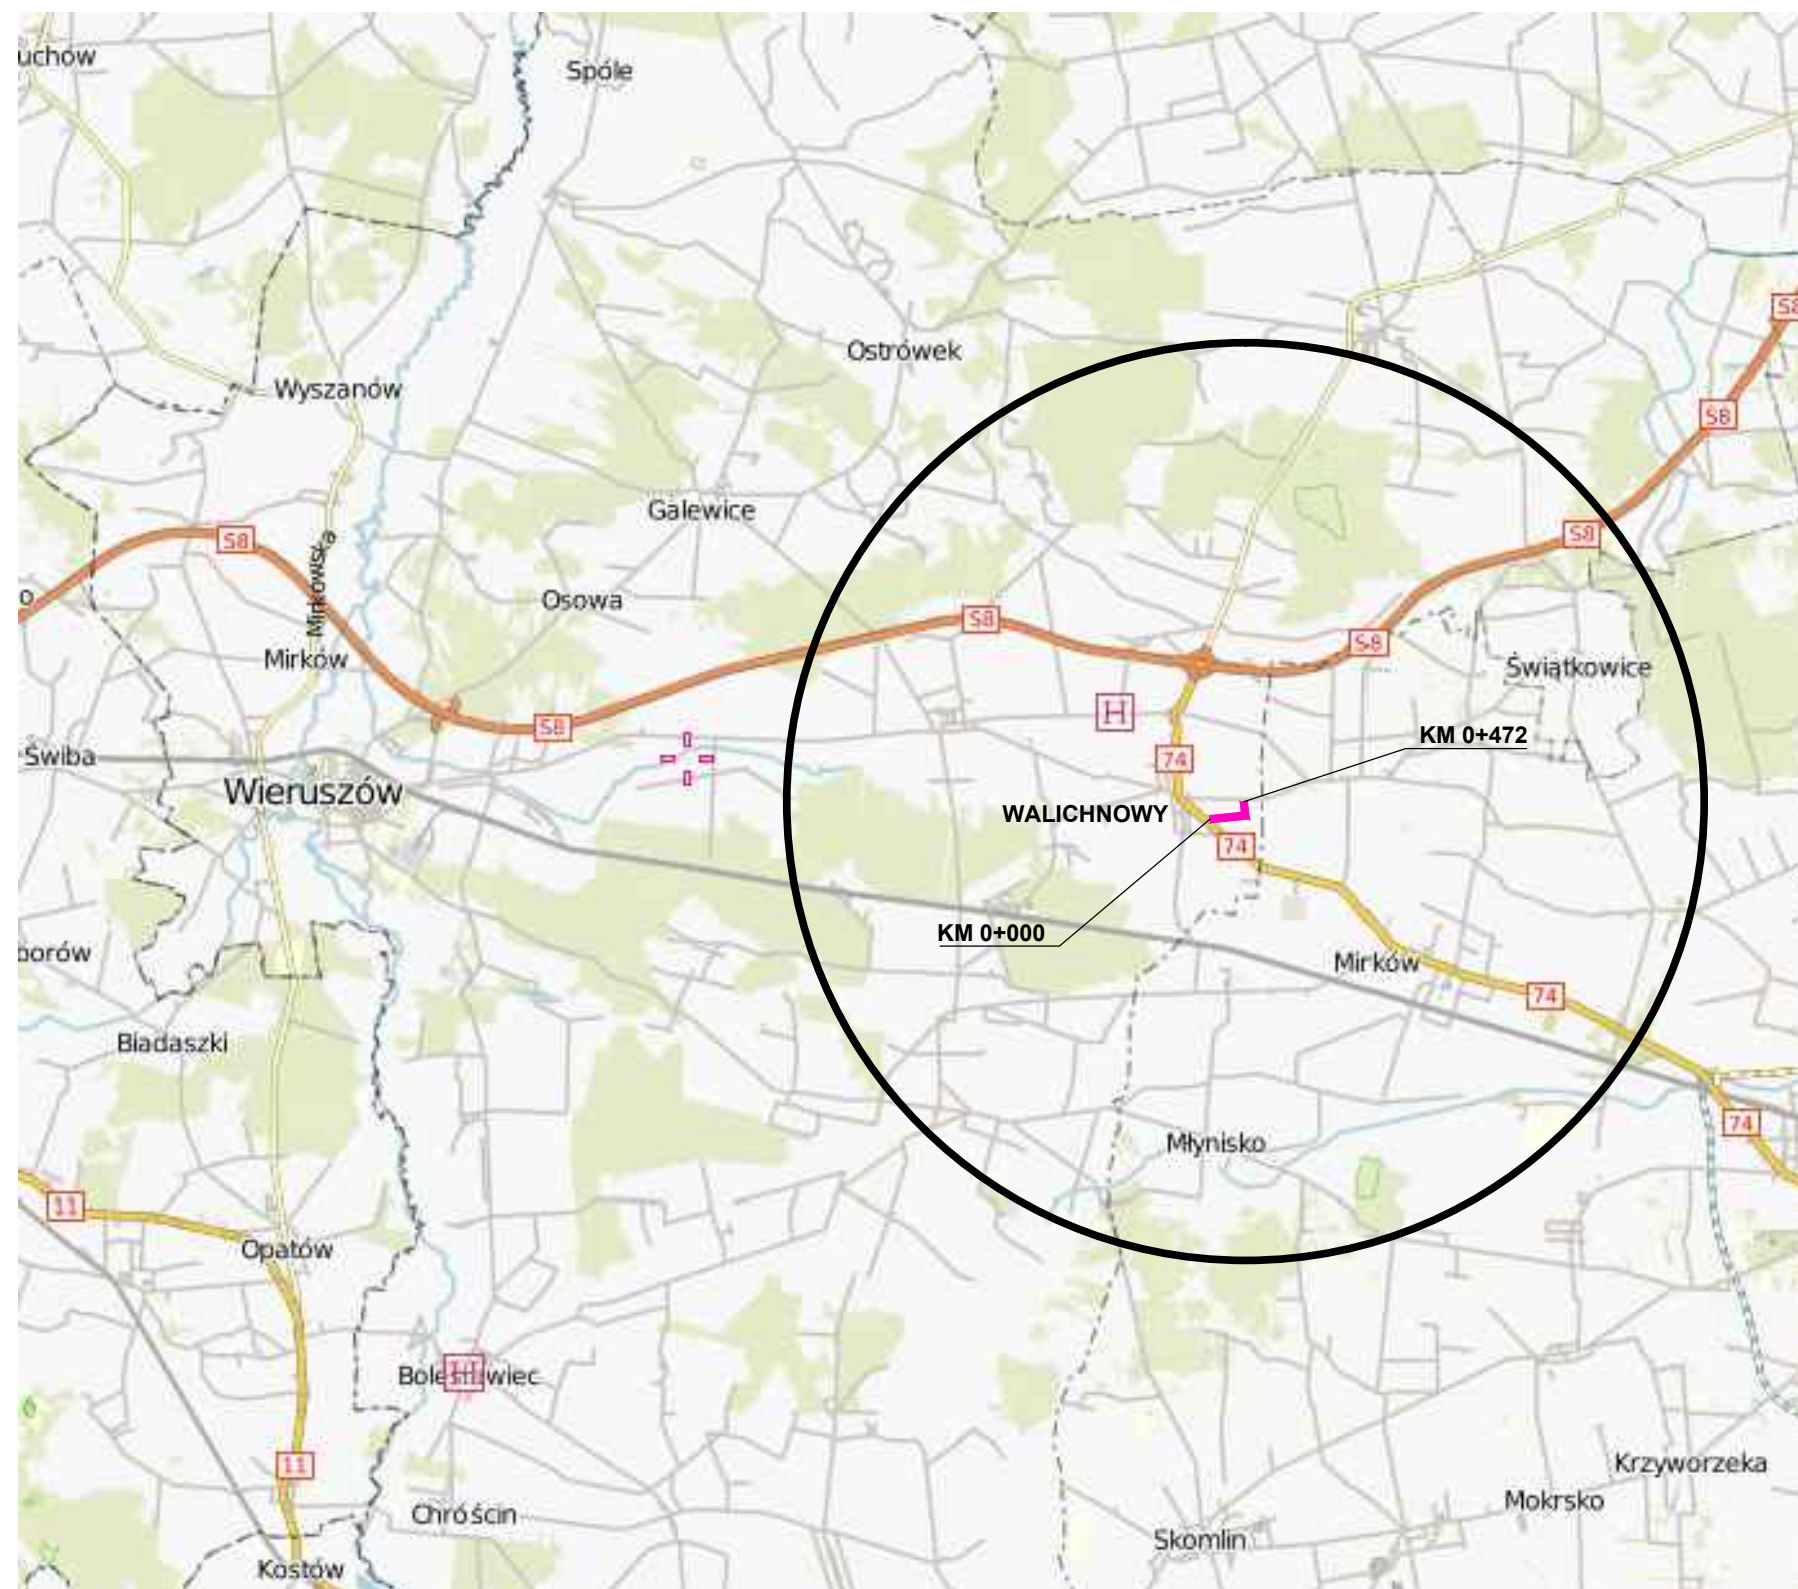 uchów
Spóle
S8
Ostrówek
Wyszanów
S8
Galewice
S8
S8
Mirkowska
o
Osowa
S8
S8
Mirków
Świątkowice
H
S8
KM 0+472
Świba
74
Wieruszów
WALICHNOWY
74
KM 0+000
borów
Mirków
74
Biadaszki
74
Młynisko
11
Opatów
H
11
Krzyworzeka
Mokrsko
Chróścin
Skomlin
Kostów